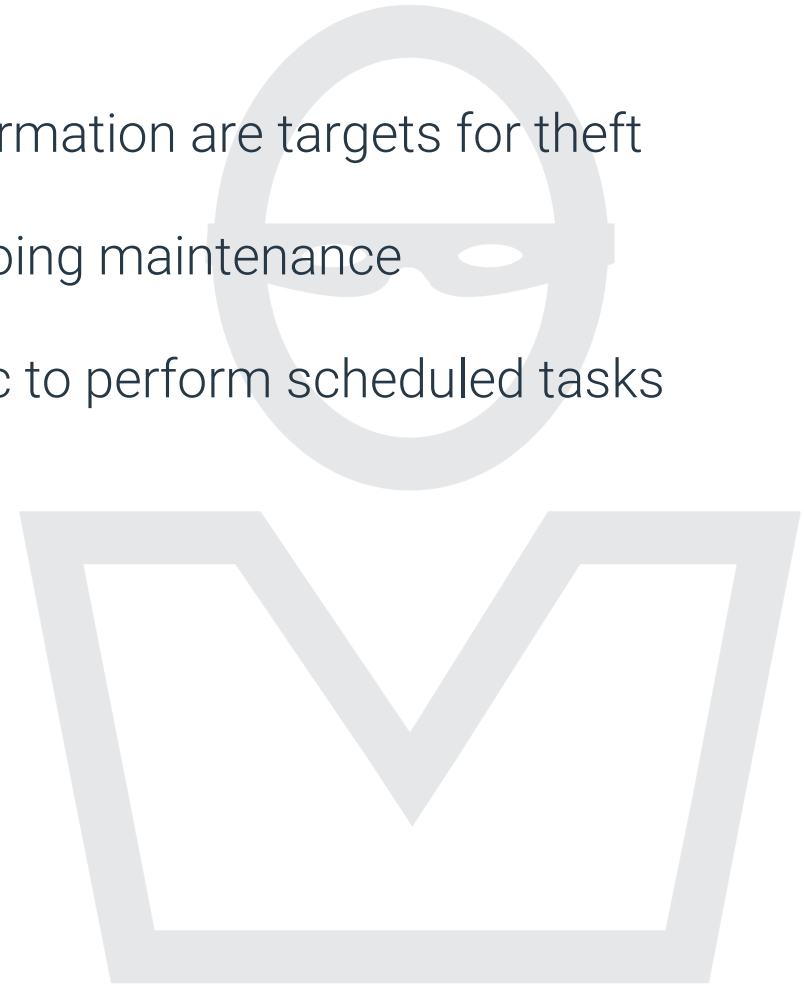 rmation are targets for theft
oing maintenance
c to perform scheduled tasks